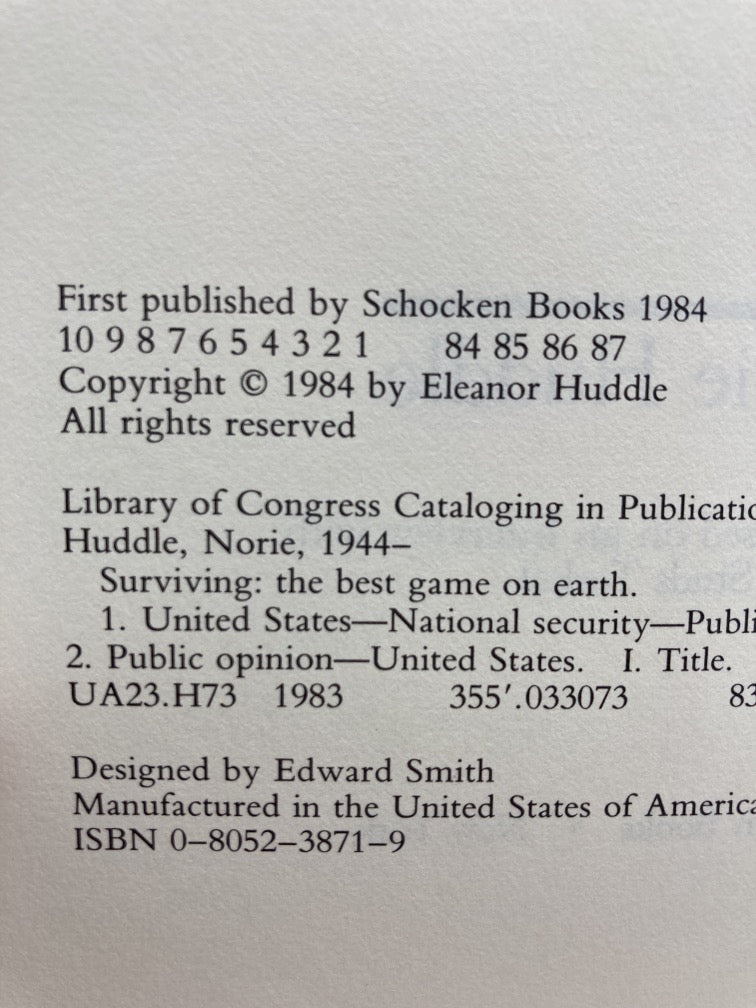 First published by Schocken Books 1984
10 9 8 7 6 5 4 3 2 1 84 85 86 87
Copyright © 1984 by Eleanor Huddle
All rights reserved
Library of Congress Cataloging in Publicatio
Huddle, Norie, 1944–
Surviving: the best game on earth.
1. United States—National security—Publi
2. Public opinion—United States. I. Title.
UA23.H73 1983 355′.033073 83
Designed by Edward Smith
Manufactured in the United States of America
ISBN 0–8052–3871–9